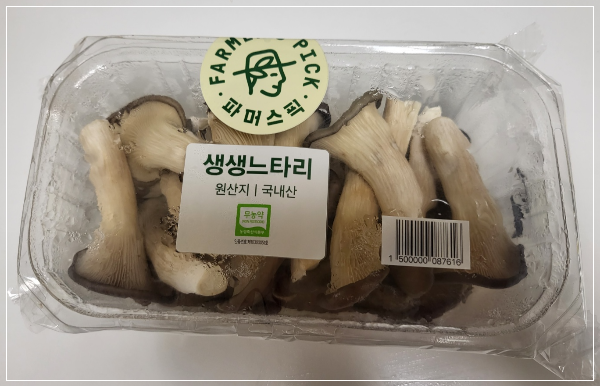 FARMER'S PICK
파머스픽
생생느타리
원산지 | 국내산
무농약
1 500000 087616